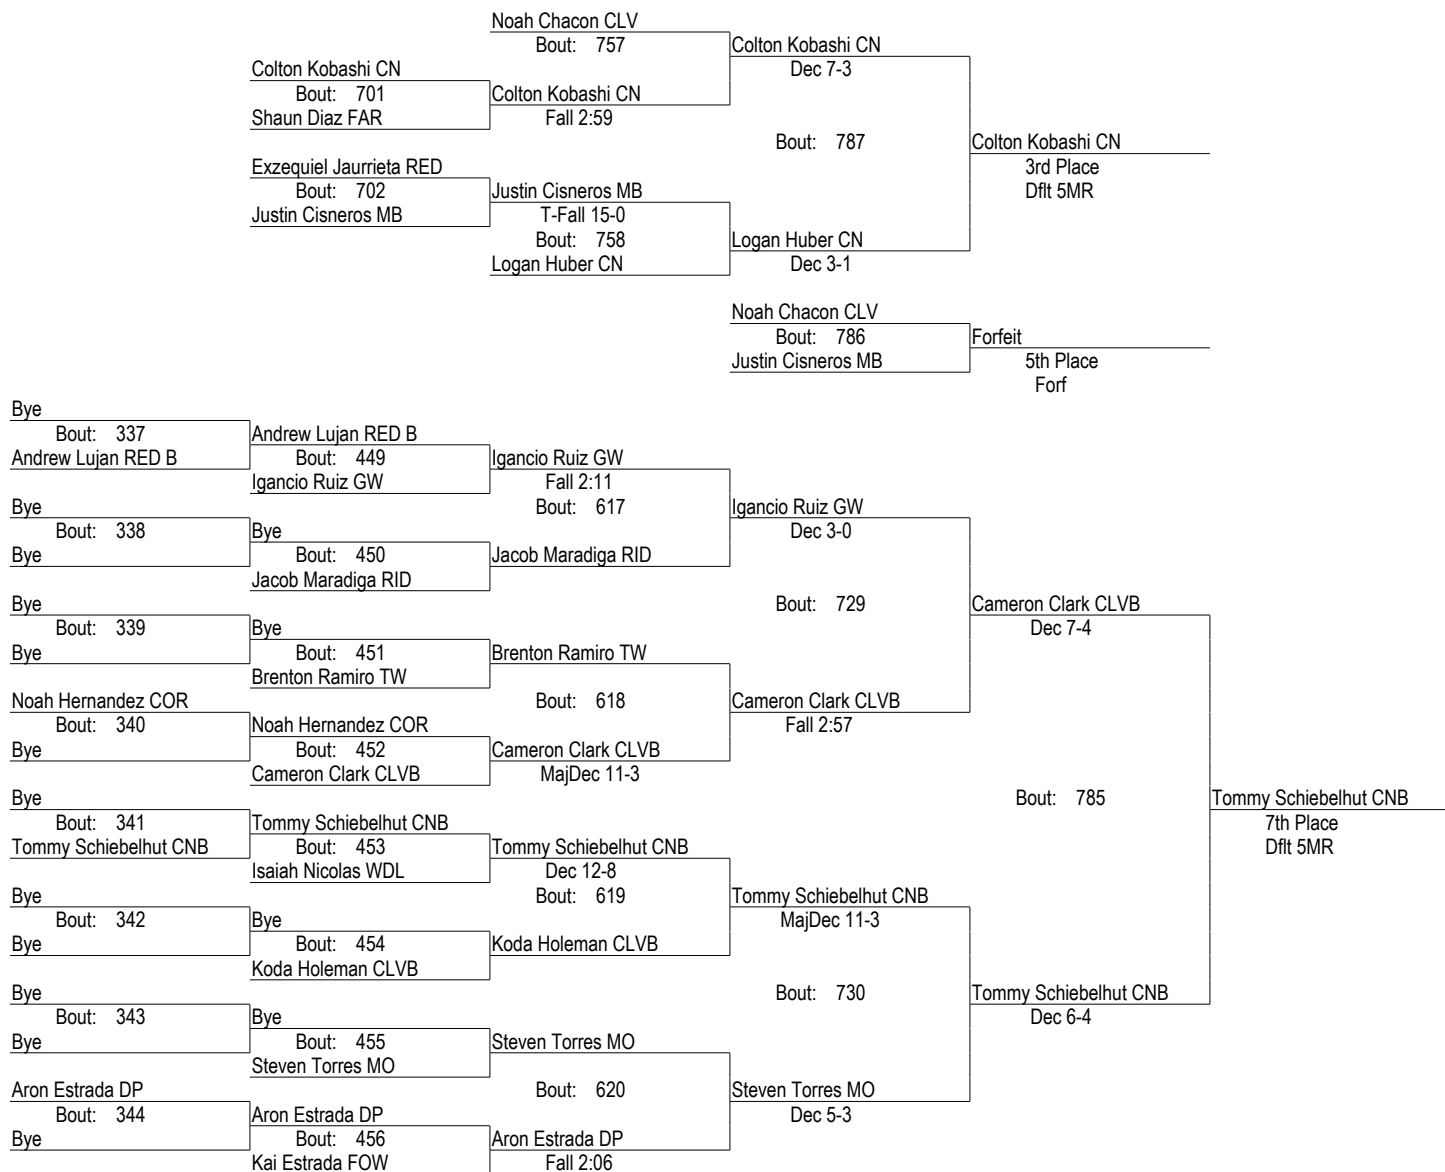 Noah Chacon CLV
Bout: 757
Colton Kobashi CN
Colton Kobashi CN
Dec 7-3
Bout: 701
Colton Kobashi CN
Shaun Diaz FAR
Fall 2:59
Bout: 787
Colton Kobashi CN
Exzequiel Jaurrieta RED
3rd Place
Bout: 702
Justin Cisneros MB
Dflt 5MR
Justin Cisneros MB
T-Fall 15-0
Bout: 758
Logan Huber CN
Logan Huber CN
Dec 3-1
Noah Chacon CLV
Bout: 786
Forfeit
Justin Cisneros MB
5th Place
Forf
Bye
Bout: 337
Andrew Lujan RED B
Andrew Lujan RED B
Bout: 449
Igancio Ruiz GW
Igancio Ruiz GW
Fall 2:11
Bye
Bout: 617
Igancio Ruiz GW
Bout: 338
Bye
Dec 3-0
Bye
Bout: 450
Jacob Maradiga RID
Jacob Maradiga RID
Bye
Bout: 729
Cameron Clark CLVB
Bout: 339
Bye
Dec 7-4
Bye
Bout: 451
Brenton Ramiro TW
Brenton Ramiro TW
Noah Hernandez COR
Bout: 618
Cameron Clark CLVB
Bout: 340
Noah Hernandez COR
Fall 2:57
Bye
Bout: 452
Cameron Clark CLVB
Cameron Clark CLVB
MajDec 11-3
Bye
Bout: 785
Tommy Schiebelhut CNB
Bout: 341
Tommy Schiebelhut CNB
7th Place
Tommy Schiebelhut CNB
Bout: 453
Tommy Schiebelhut CNB
Dflt 5MR
Isaiah Nicolas WDL
Dec 12-8
Bye
Bout: 619
Tommy Schiebelhut CNB
Bout: 342
Bye
MajDec 11-3
Bye
Bout: 454
Koda Holeman CLVB
Koda Holeman CLVB
Bye
Bout: 730
Tommy Schiebelhut CNB
Bout: 343
Bye
Dec 6-4
Bye
Bout: 455
Steven Torres MO
Steven Torres MO
Aron Estrada DP
Bout: 620
Steven Torres MO
Bout: 344
Aron Estrada DP
Dec 5-3
Bye
Bout: 456
Aron Estrada DP
Kai Estrada FOW
Fall 2:06